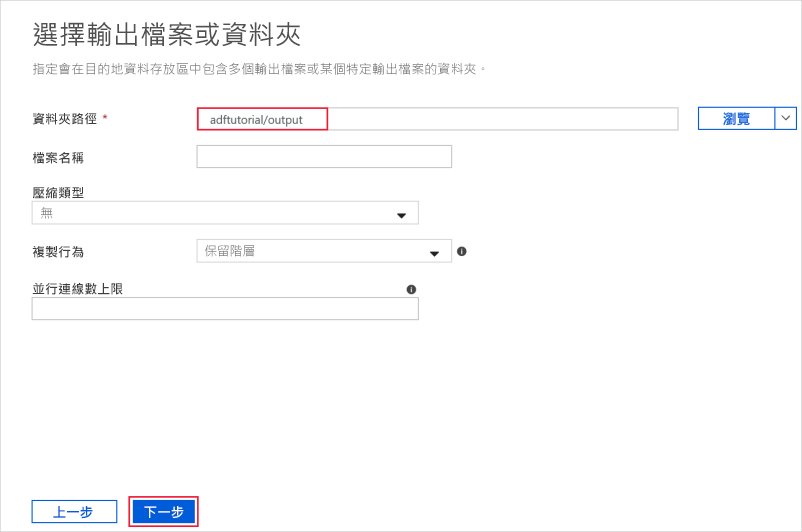 選擇輸出檔案或資料夾
指定會在目的地資料存放區中包含多個輸出檔案或某個特定輸出檔案的資料夾。
資料夾路徑 * adftutorial/output 瀏覽
檔案名稱
壓縮類型
無
複製行為 保留階層
並行連線數上限
上一步 下一步